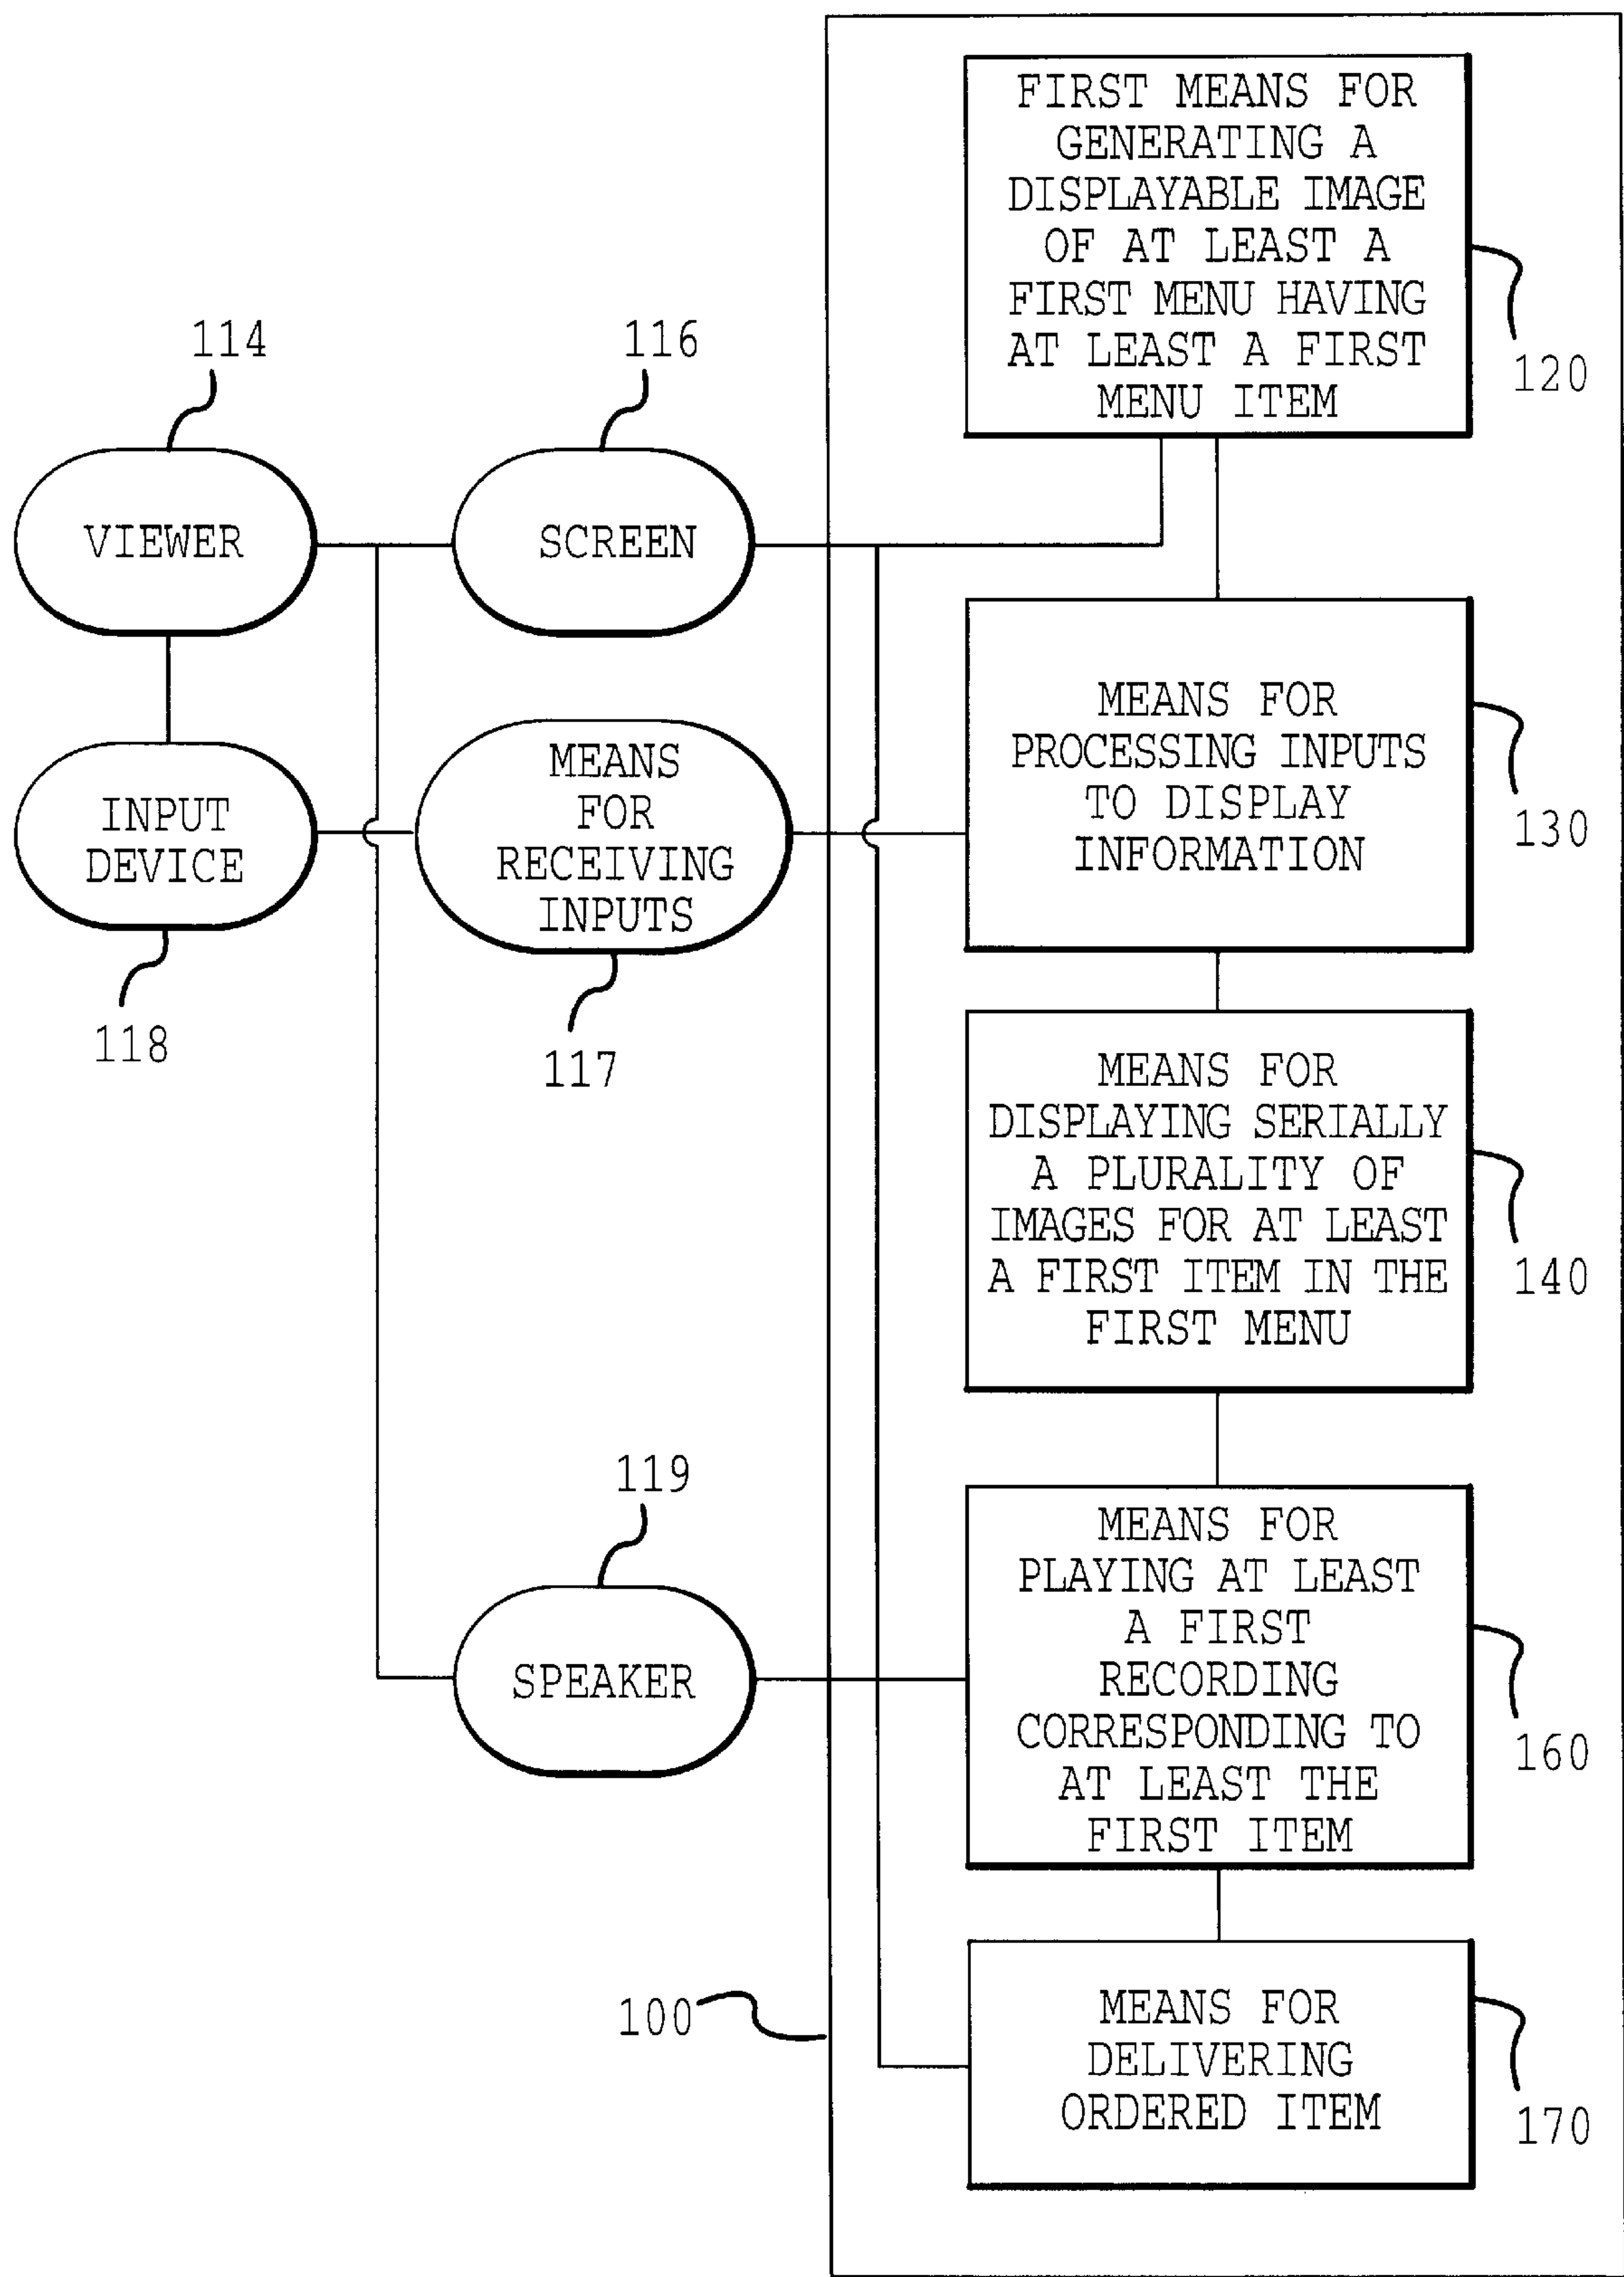 FIRST MEANS FOR
GENERATING A
DISPLAYABLE IMAGE
OF AT LEAST A
FIRST MENU HAVING
AT LEAST A FIRST
MENU ITEM
120
114
116
VIEWER
SCREEN
MEANS FOR
PROCESSING INPUTS
TO DISPLAY
INFORMATION
130
INPUT
DEVICE
118
MEANS
FOR
RECEIVING
INPUTS
117
MEANS FOR
DISPLAYING SERIALLY
A PLURALITY OF
IMAGES FOR AT LEAST
A FIRST ITEM IN THE
FIRST MENU
140
119
SPEAKER
MEANS FOR
PLAYING AT LEAST
A FIRST
RECORDING
CORRESPONDING TO
AT LEAST THE
FIRST ITEM
160
100
MEANS FOR
DELIVERING
ORDERED ITEM
170